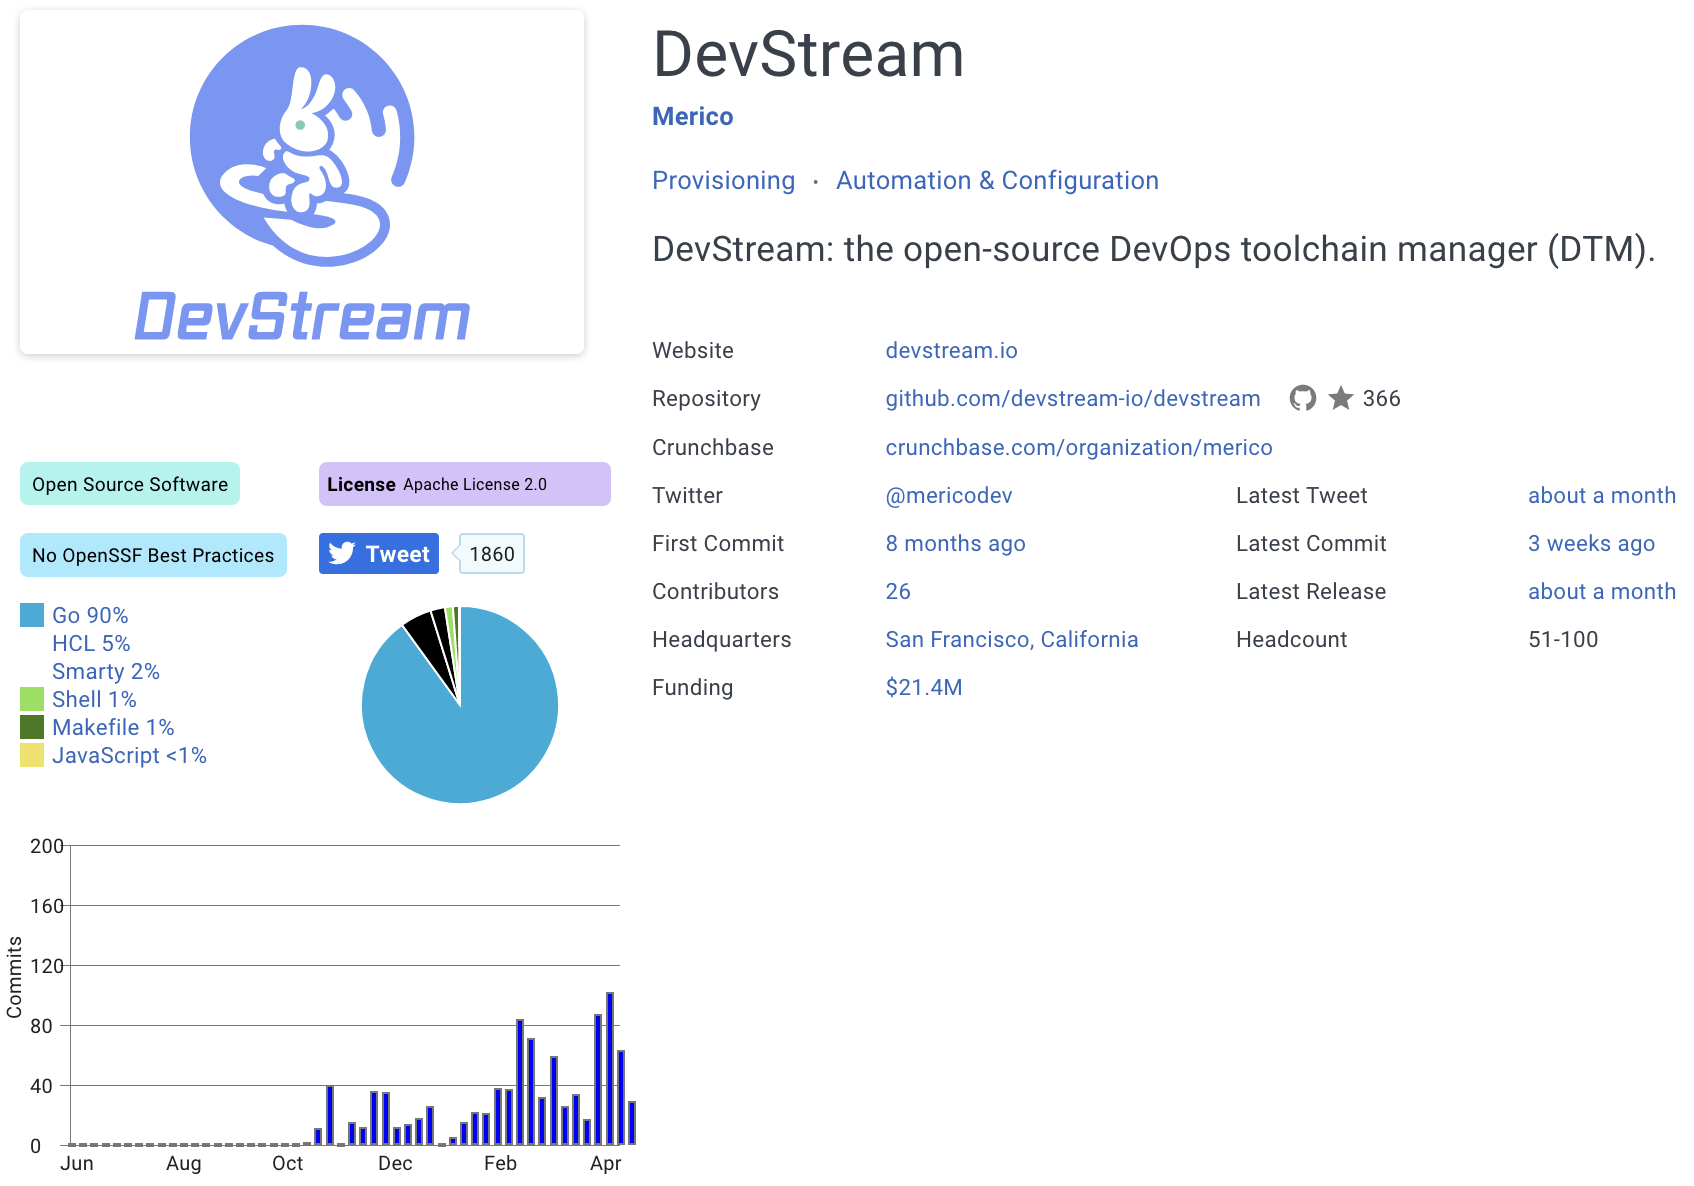 DevStream
DevStream
Merico
Provisioning · Automation & Configuration
DevStream: the open-source DevOps toolchain manager (DTM).
Website devstream.io
Repository github.com/devstream-io/devstream 366
Crunchbase crunchbase.com/organization/merico
Twitter @mericodev Latest Tweet about a month
First Commit 8 months ago Latest Commit 3 weeks ago
Contributors 26 Latest Release about a month
Headquarters San Francisco, California Headcount 51-100
Funding $21.4M
Open Source Software
License Apache License 2.0
No OpenSSF Best Practices
Tweet 1860
Go 90%
HCL 5%
Smarty 2%
Shell 1%
Makefile 1%
JavaScript <1%
Commits
200
160
120
80
40
0
Jun Aug Oct Dec Feb Apr